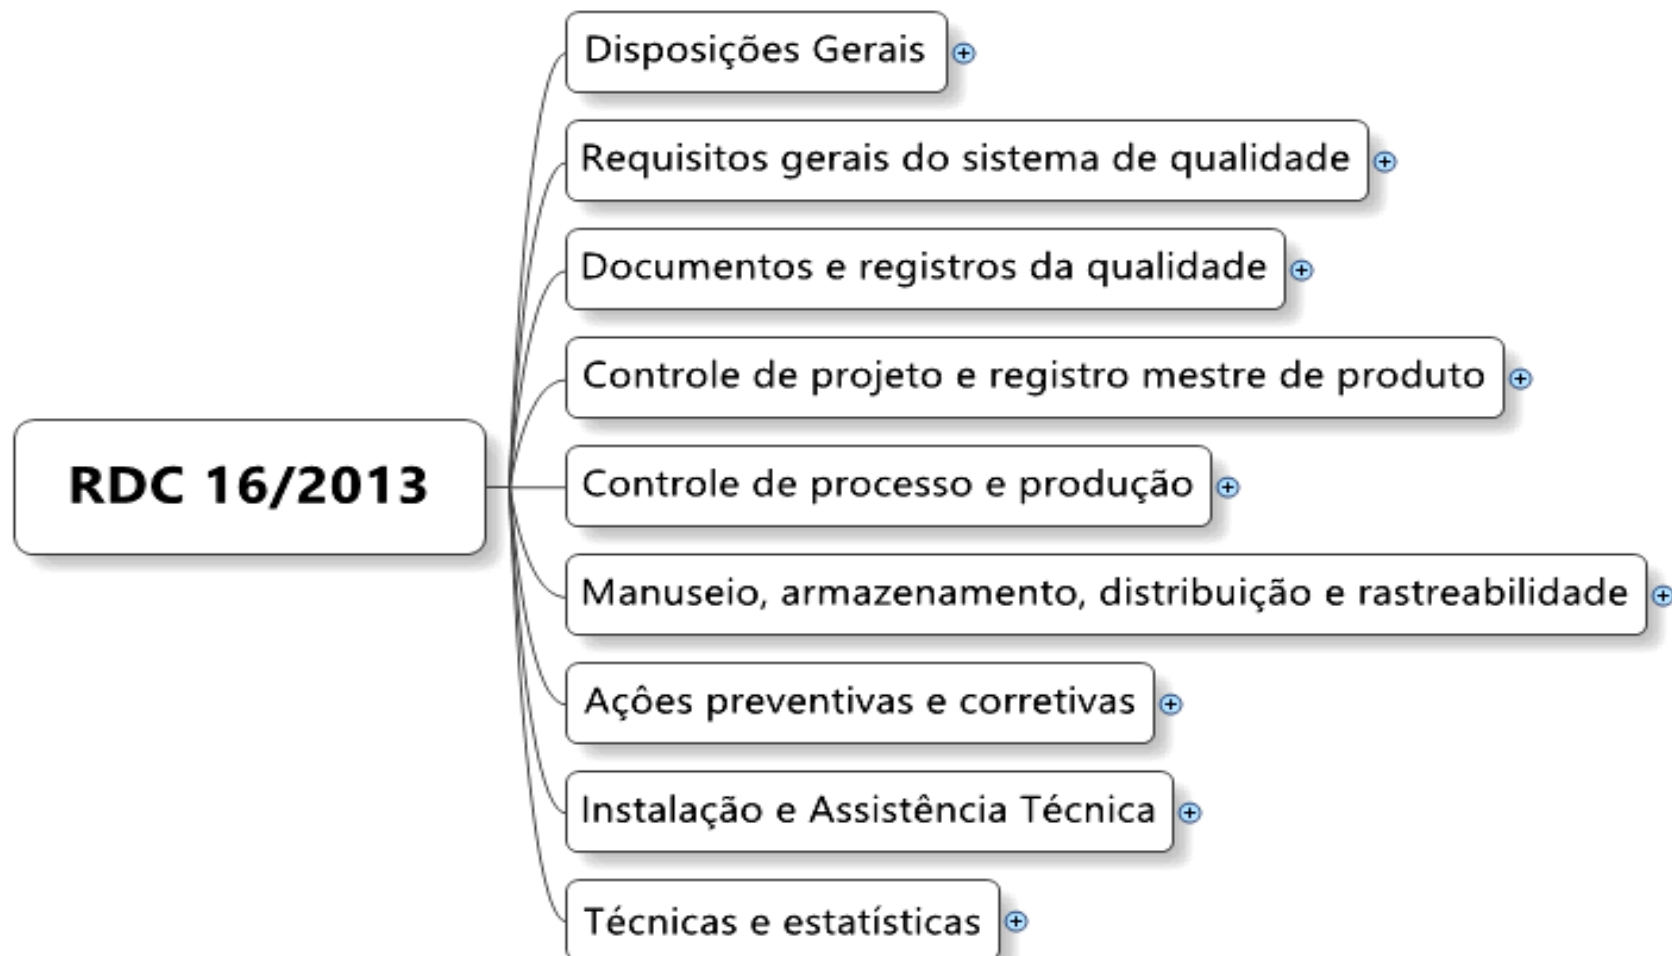 Disposições Gerais
Requisitos gerais do sistema de qualidade
Documentos e registros da qualidade
Controle de projeto e registro mestre de produto
RDC 16/2013
Controle de processo e produção
Manuseio, armazenamento, distribuição e rastreabilidade
Açôes preventivas e corretivas
Instalação e Assistência Técnica
Técnicas e estatísticas